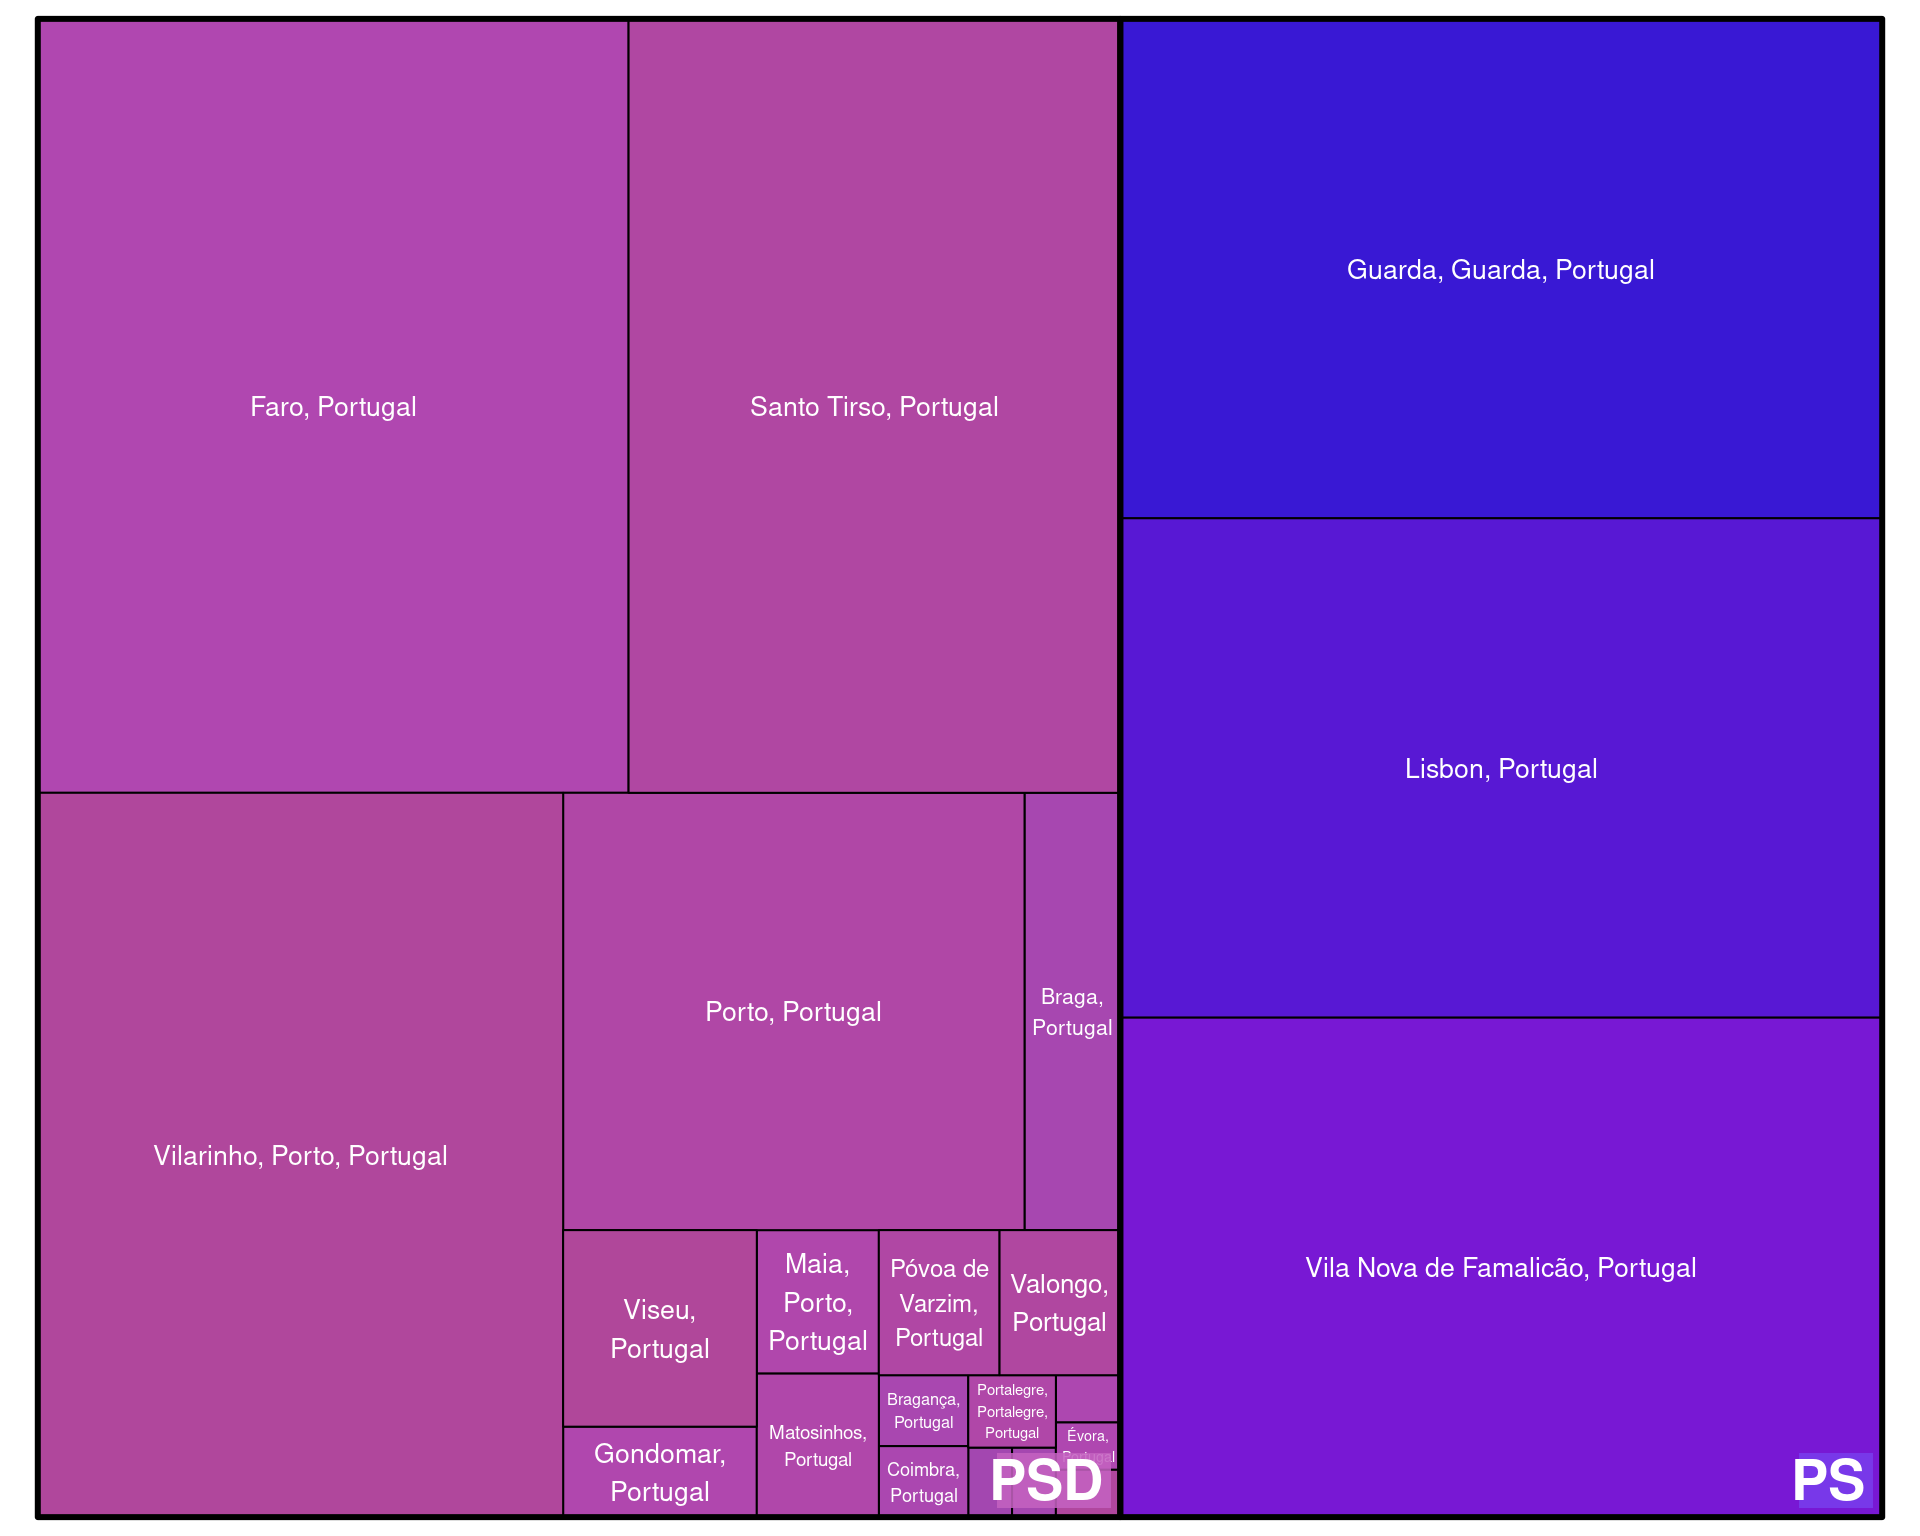 Faro, Portugal
Santo Tirso, Portugal
Guarda, Guarda, Portugal
Lisbon, Portugal
Vilarinho, Porto, Portugal
Porto, Portugal
Braga,
Portugal
Vila Nova de Famalicão, Portugal
Viseu,
Portugal
Maia,
Porto,
Portugal
Póvoa de
Varzim,
Portugal
Valongo,
Portugal
Gondomar,
Portugal
Matosinhos,
Portugal
Bragança,
Portugal
Portalegre,
Portalegre,
Portugal
Évora,
Portugal
Coimbra,
Portugal
PSD
PS